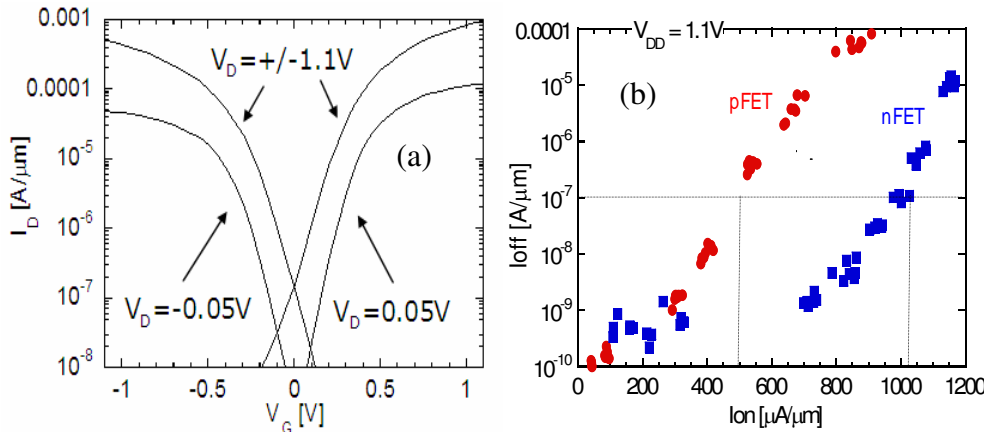 0.001
0.0001
10-5
10-6
10-7
10-8
I_D [A/μm]
V_D=+/-1.1V
(a)
V_D=-0.05V
V_D=0.05V
-1 -0.5 0 0.5 1
V_G [V]
0.0001
10-5
10-6
10-7
10-8
10-9
10-10
Ioff [A/μm]
V_DD = 1.1V
(b)
pFET
nFET
0 200 400 600 800 1000 1200
Ion [μA/μm]